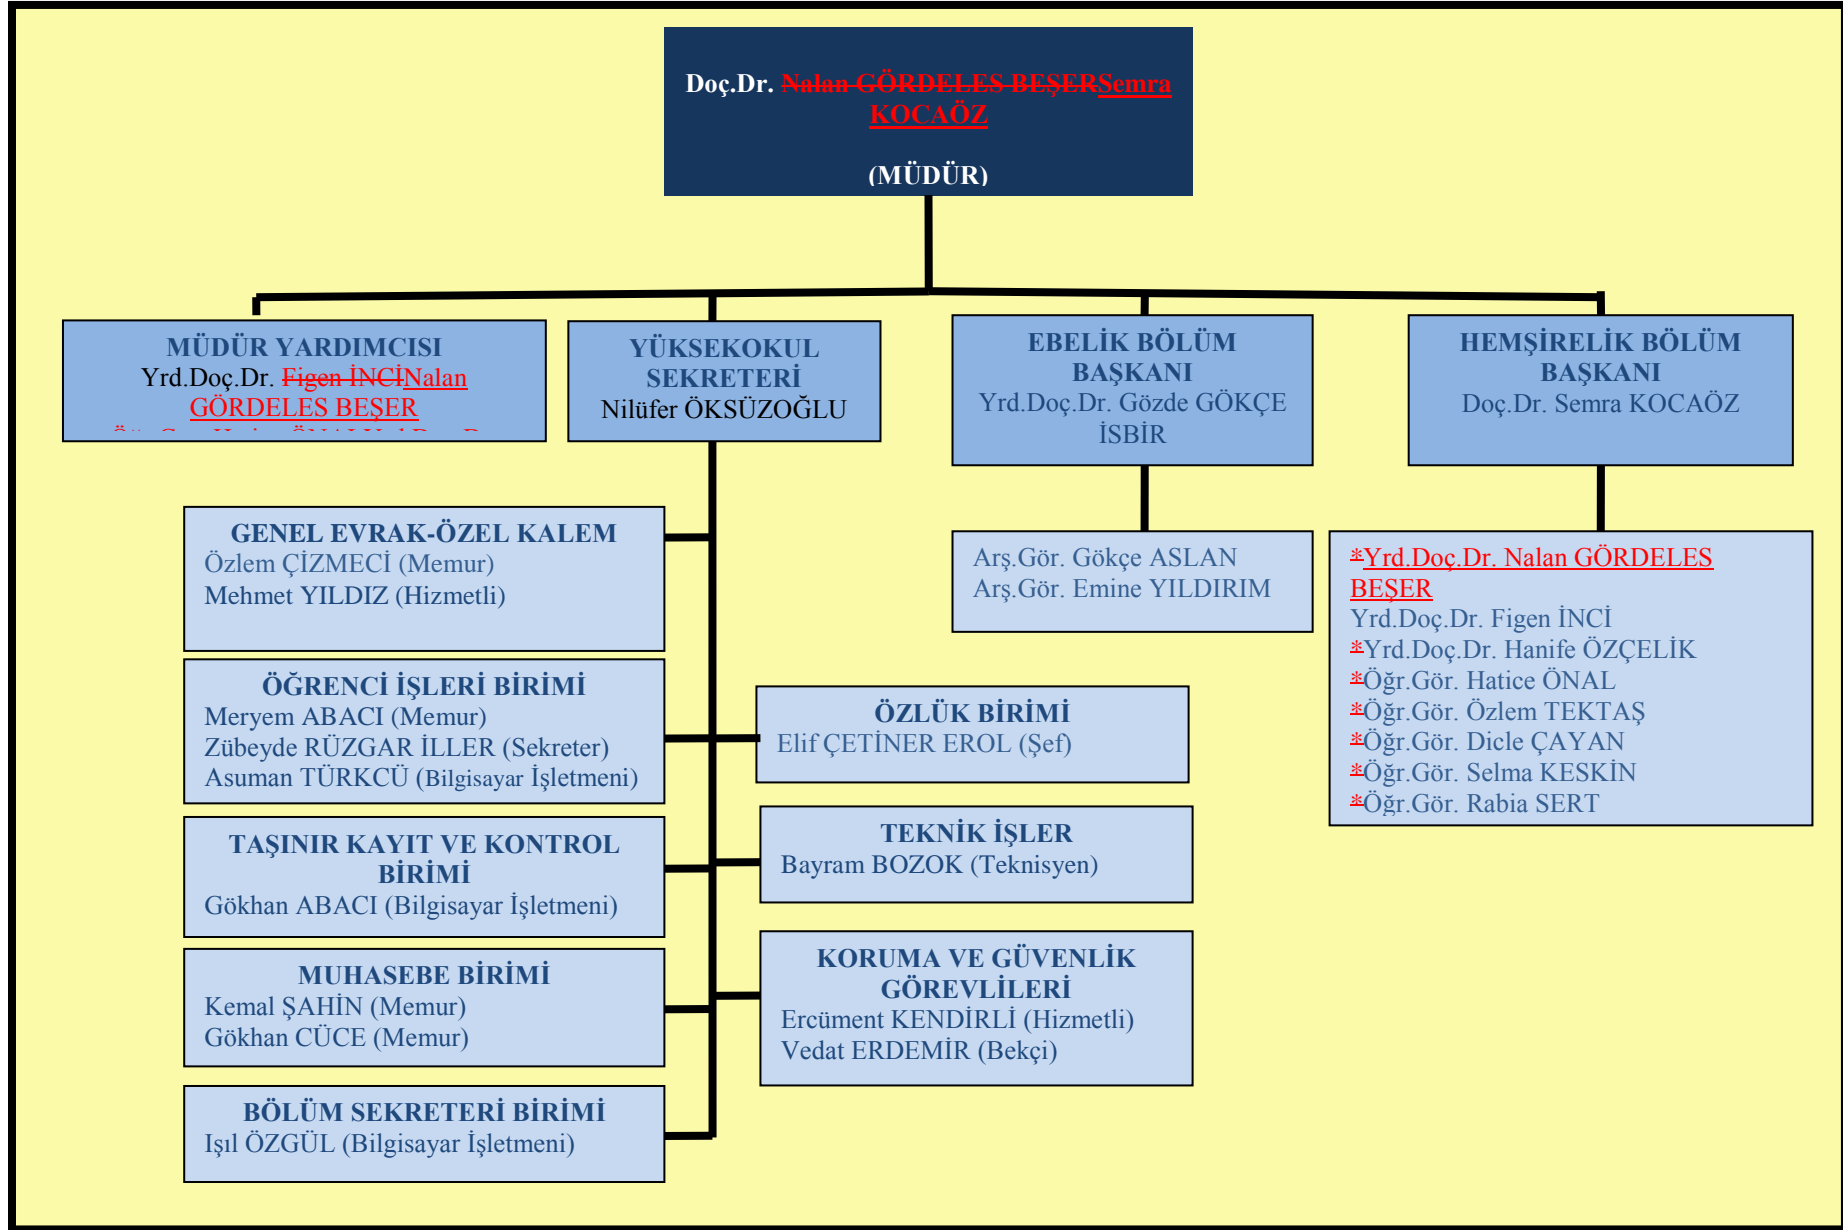 Doç.Dr. Nalan GÖRDELES BEŞERSemra
KOCAÖZ
(MÜDÜR)
MÜDÜR YARDIMCISI
Yrd.Doç.Dr. Figen İNCİNalan
GÖRDELES BEŞER
YÜKSEKOKUL
SEKRETERİ
Nilüfer ÖKSÜZOĞLU
EBELİK BÖLÜM
BAŞKANI
Yrd.Doç.Dr. Gözde GÖKÇE
İSBİR
HEMŞİRELİK BÖLÜM
BAŞKANI
Doç.Dr. Semra KOCAÖZ
GENEL EVRAK-ÖZEL KALEM
Özlem ÇİZMECİ (Memur)
Mehmet YILDIZ (Hizmetli)
Arş.Gör. Gökçe ASLAN
Arş.Gör. Emine YILDIRIM
*Yrd.Doç.Dr. Nalan GÖRDELES
BEŞER
Yrd.Doç.Dr. Figen İNCİ
*Yrd.Doç.Dr. Hanife ÖZÇELİK
*Öğr.Gör. Hatice ÖNAL
*Öğr.Gör. Özlem TEKTAŞ
*Öğr.Gör. Dicle ÇAYAN
*Öğr.Gör. Selma KESKİN
*Öğr.Gör. Rabia SERT
ÖĞRENCİ İŞLERİ BİRİMİ
Meryem ABACI (Memur)
Zübeyde RÜZGAR İLLER (Sekreter)
Asuman TÜRKCÜ (Bilgisayar İşletmeni)
ÖZLÜK BİRİMİ
Elif ÇETİNER EROL (Şef)
TAŞINIR KAYIT VE KONTROL
BİRİMİ
Gökhan ABACI (Bilgisayar İşletmeni)
TEKNİK İŞLER
Bayram BOZOK (Teknisyen)
MUHASEBE BİRİMİ
Kemal ŞAHİN (Memur)
Gökhan CÜCE (Memur)
KORUMA VE GÜVENLİK
GÖREVLİLERİ
Ercüment KENDİRLİ (Hizmetli)
Vedat ERDEMİR (Bekçi)
BÖLÜM SEKRETERİ BİRİMİ
Işıl ÖZGÜL (Bilgisayar İşletmeni)